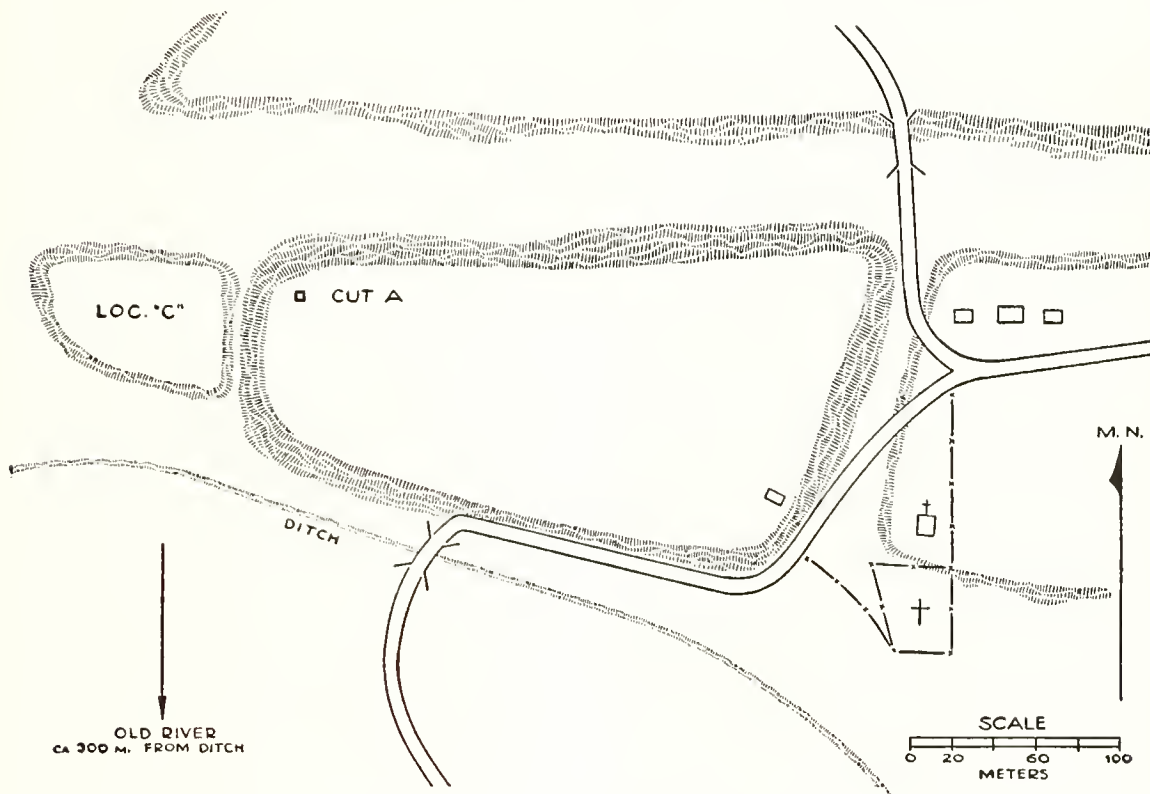 LOC. "C"
CUT A
M. N.
DITCH
OLD RIVER
CA 300 M. FROM DITCH
SCALE
0 20 60 100
METERS